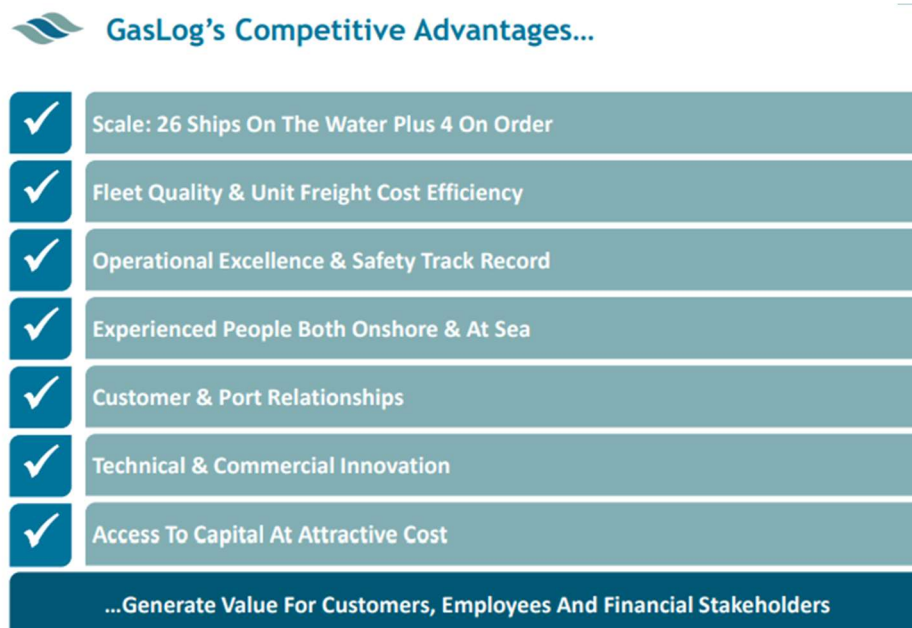 GasLog's Competitive Advantages...
Scale: 26 Ships On The Water Plus 4 On Order
Fleet Quality & Unit Freight Cost Efficiency
Operational Excellence & Safety Track Record
Experienced People Both Onshore & At Sea
Customer & Port Relationships
Technical & Commercial Innovation
Access To Capital At Attractive Cost
...Generate Value For Customers, Employees And Financial Stakeholders